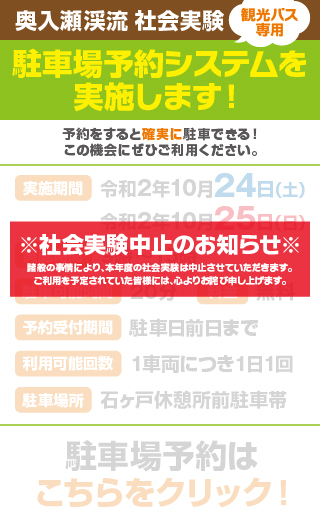 奥入瀬渓流 社会実験
観光バス
専用
駐車場予約システムを
実施します！
予約をすると確実に駐車できる！
この機会にぜひご利用ください。
実施期間 令和2年10月24日(土)
令和2年10月25日(日)
※社会実験中止のお知らせ※
諸般の事情により、本年度の社会実験は中止させていただきます。
ご利用を予定されていた皆様には、心よりお詫び申し上げます。
20分 無料
予約受付期間 駐車日前日まで
利用可能回数 1車両につき1日1回
駐車場所 石ヶ戸休憩所前駐車帯
駐車場予約は
こちらをクリック！